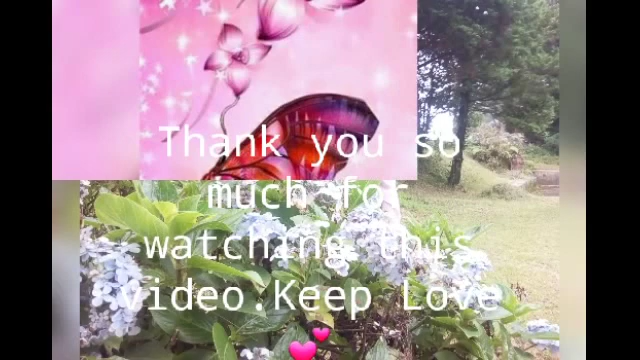 Thank you so
much for
watching this
video.Keep Love
💕